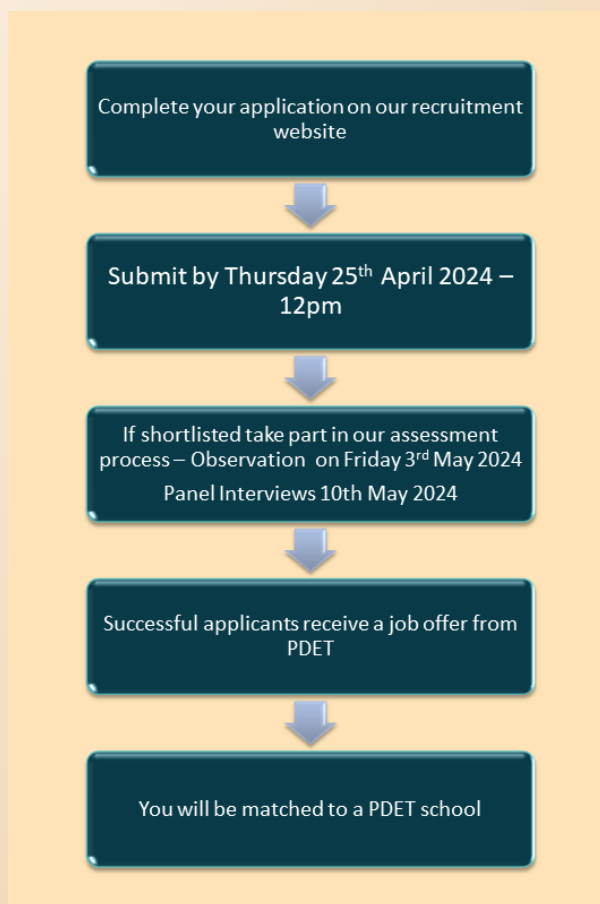 Complete your application on our recruitment
website
Submit by Thursday 25th April 2024 –
12pm
If shortlisted take part in our assessment
process – Observation on Friday 3rd May 2024
Panel Interviews 10th May 2024
Successful applicants receive a job offer from
PDET
You will be matched to a PDET school